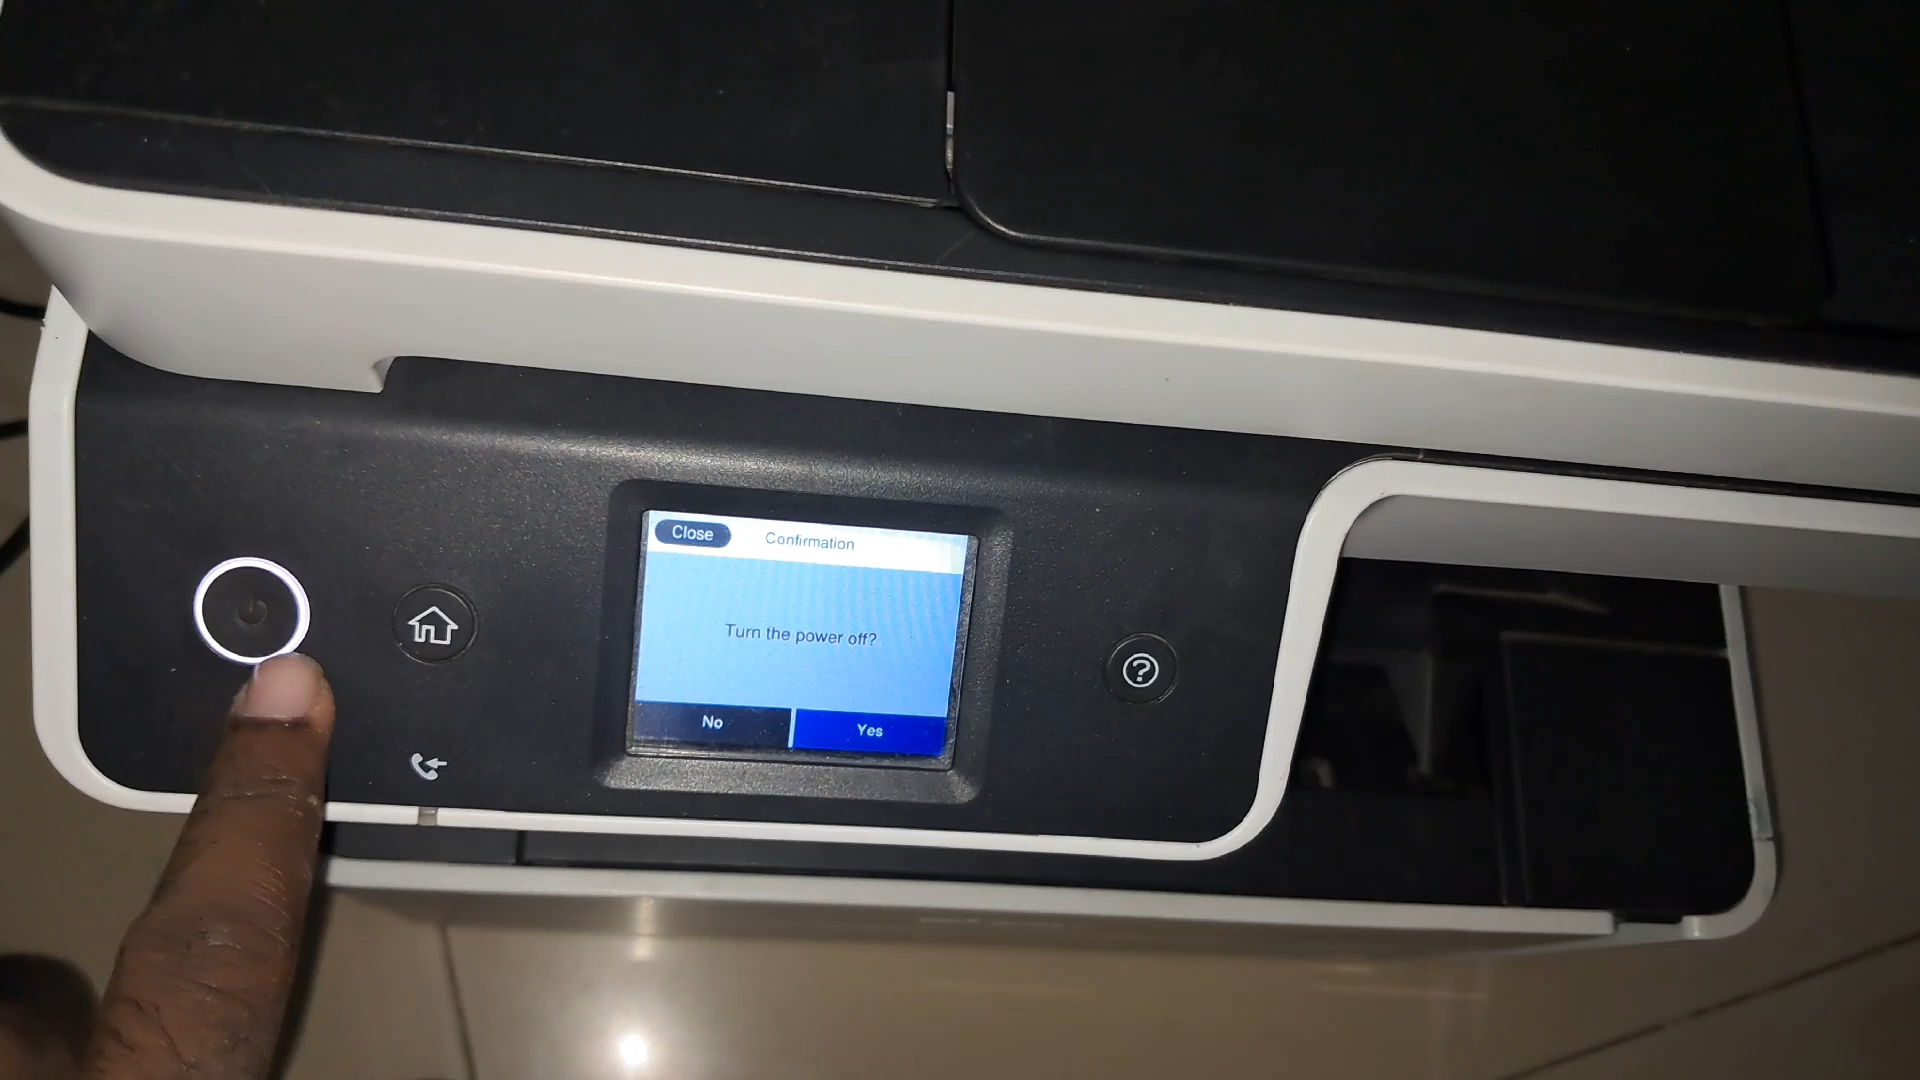 Close
Confirmation
Turn the power off?
No
Yes
?